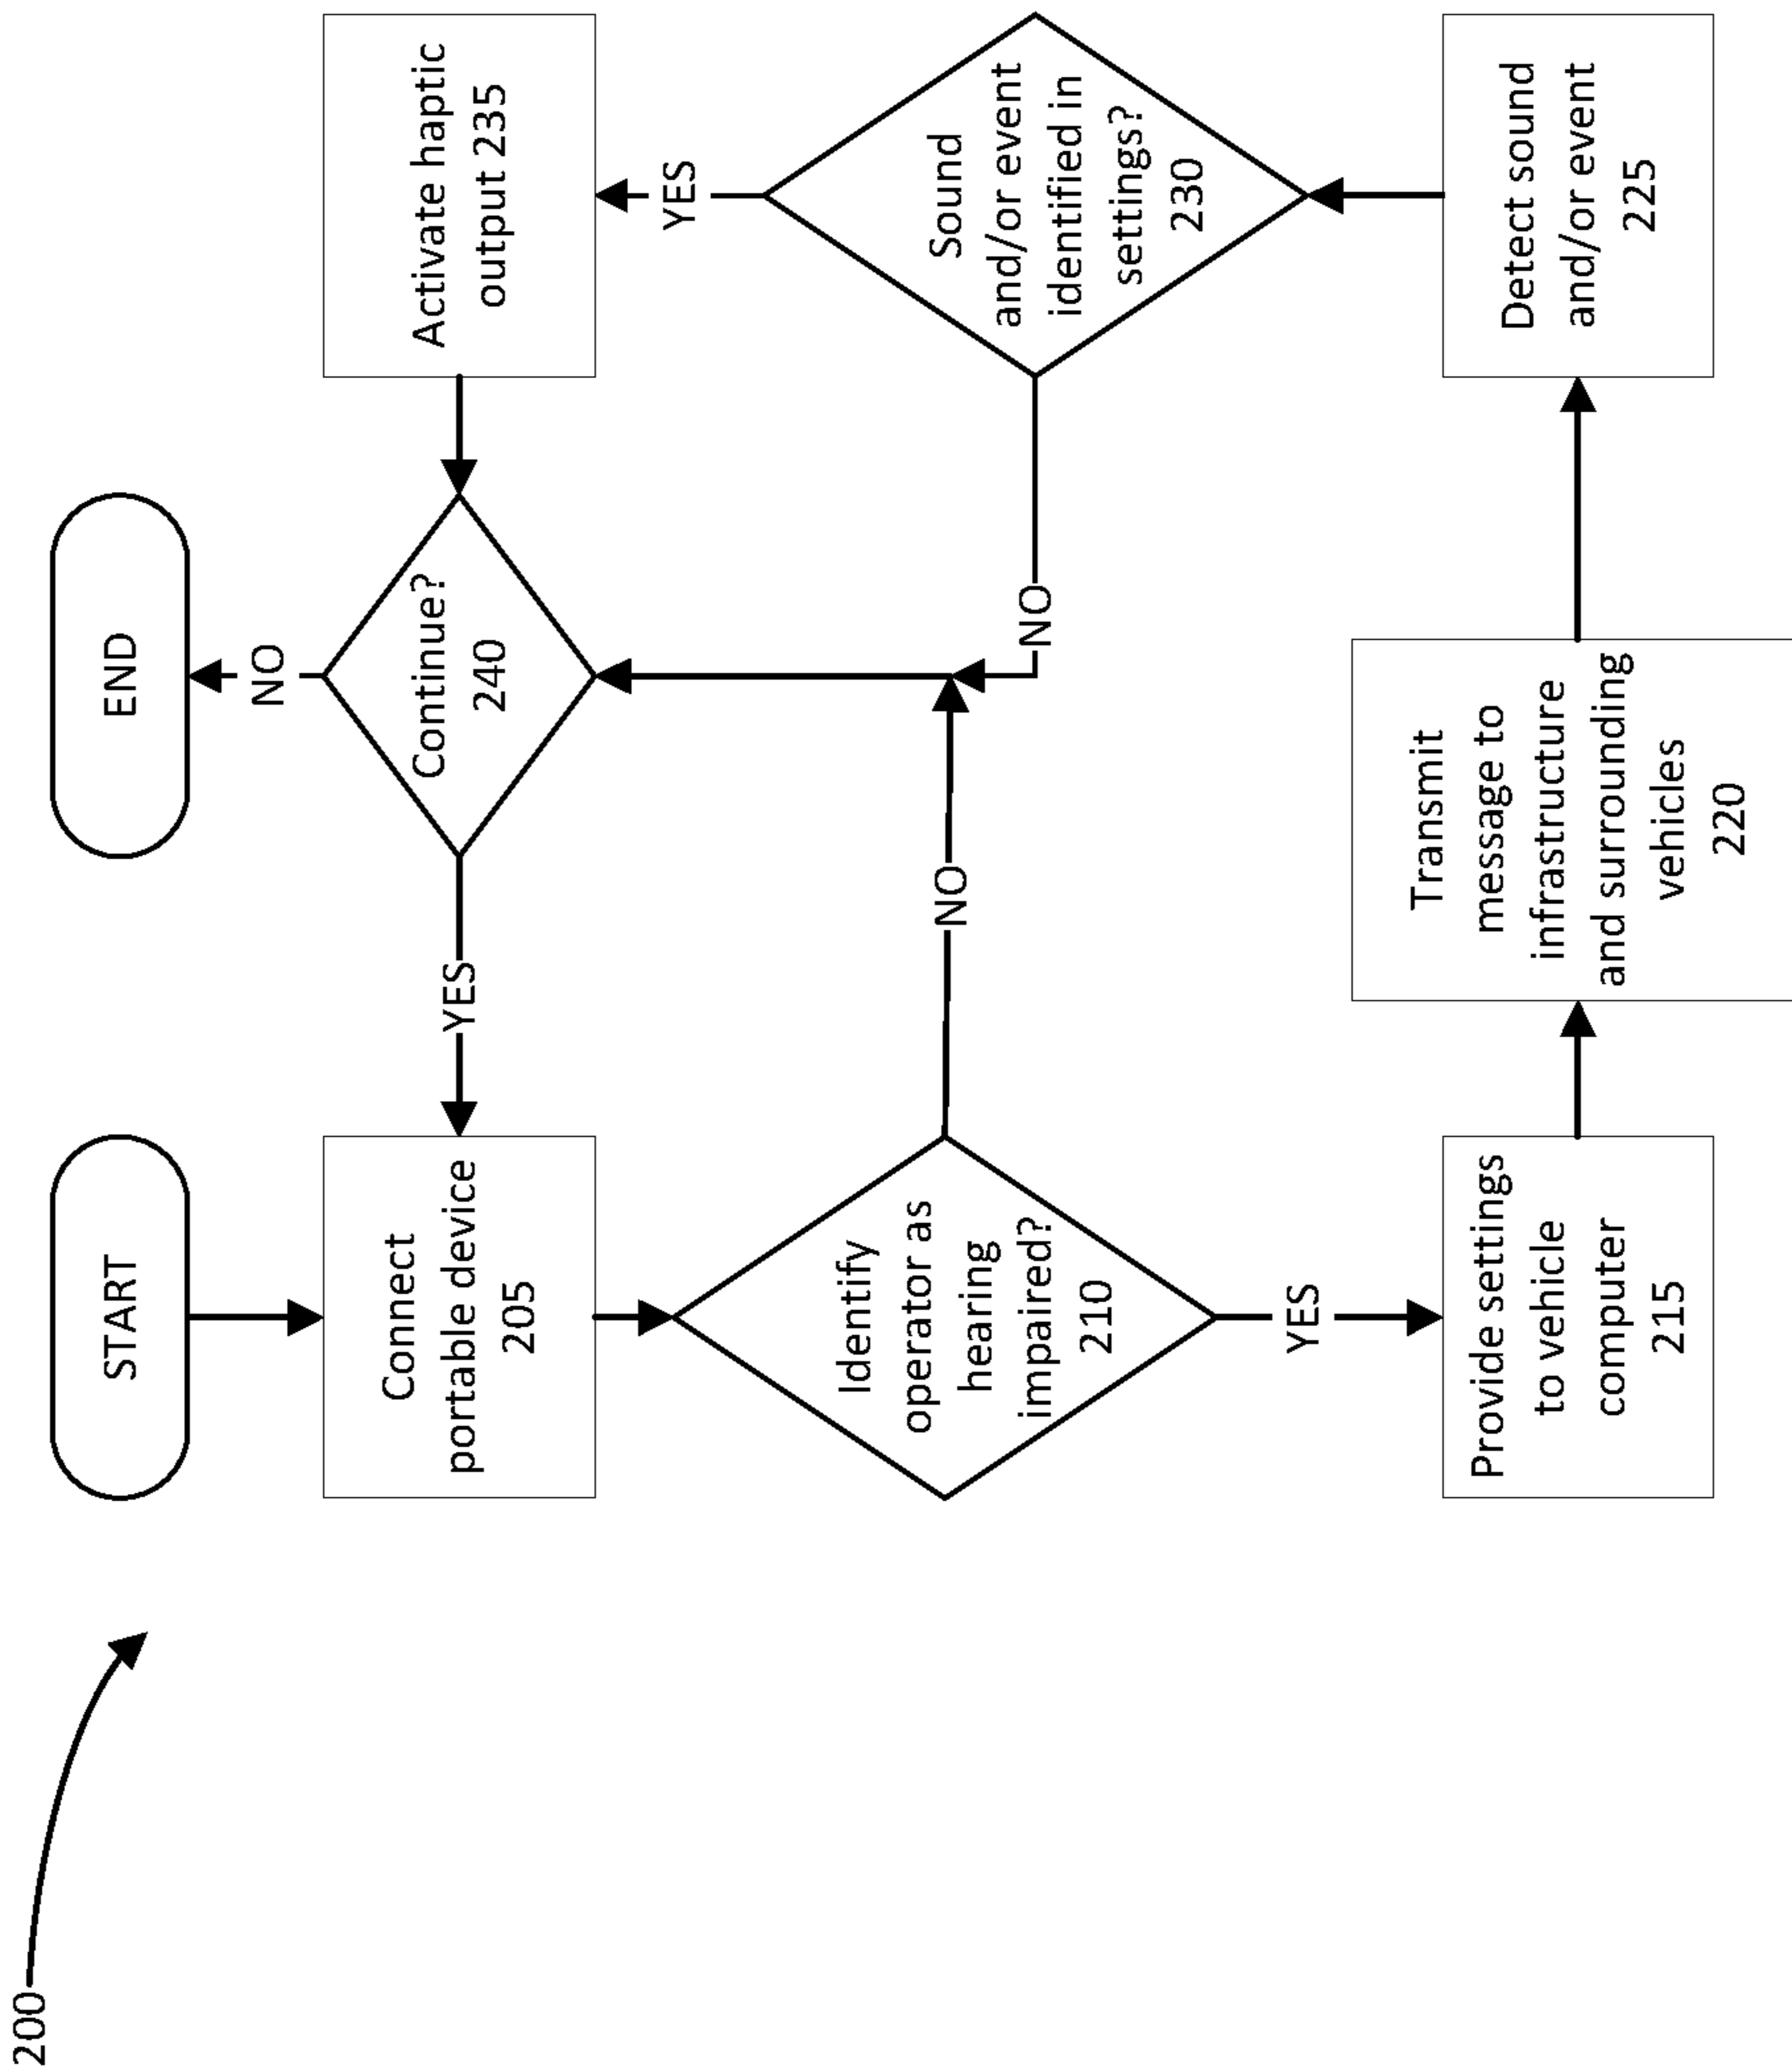 200
START
Connect
portable device
205
Identify
operator as
hearing
impaired?
210
NO
YES
Provide settings
to vehicle
computer
215
Transmit
message to
infrastructure
and surrounding
vehicles
220
Detect sound
and/or event
225
Sound
and/or event
identified in
settings?
230
NO
YES
Activate haptic
output 235
Continue?
240
YES
NO
END